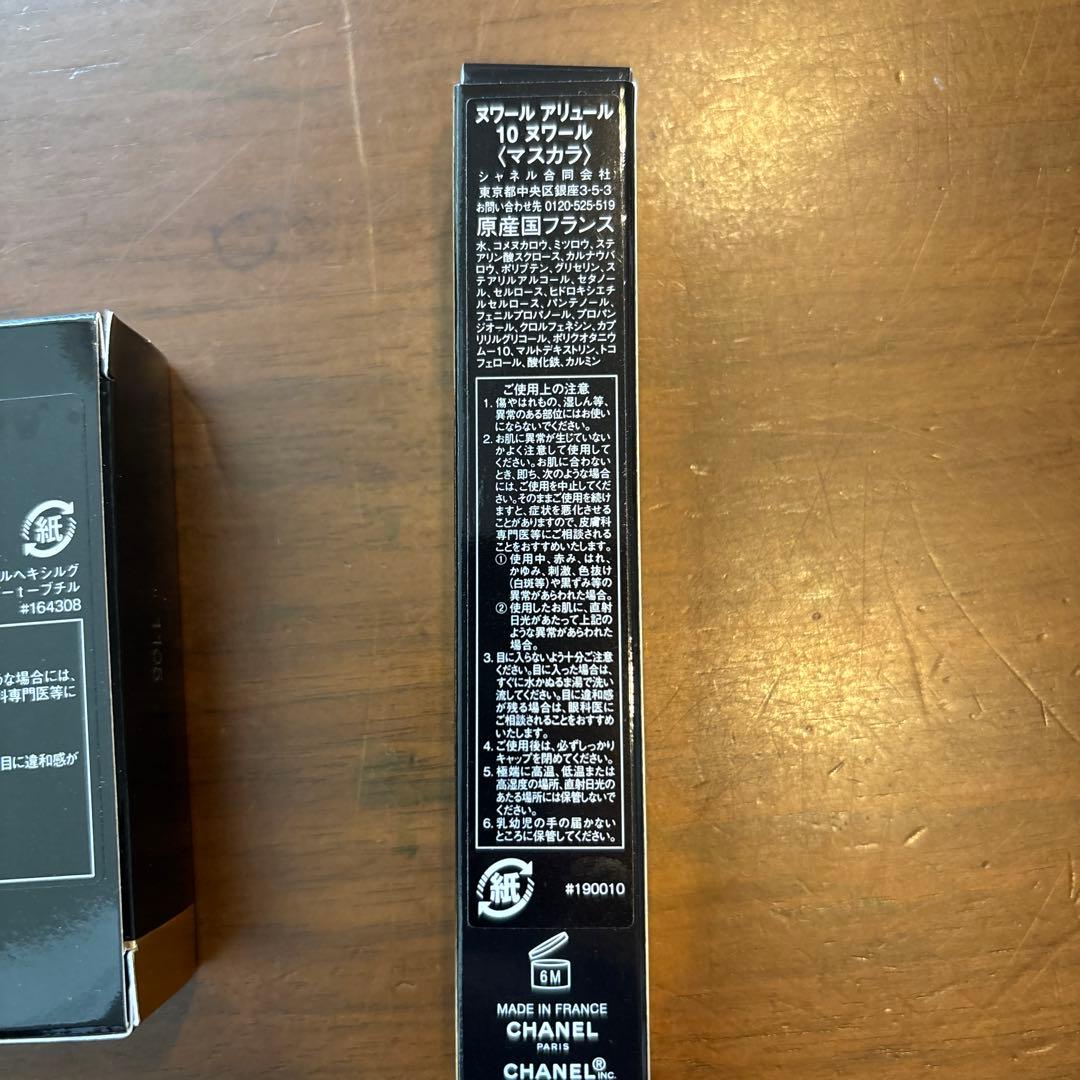 ヌワール アリュール
10 ヌワール
〈マスカラ〉
シャネル合同会社
東京都中央区銀座3-5-3
お問い合わせ先 0120-525-519
原産国フランス
水、コメヌカロウ、ミツロウ、ステ
アリン酸スクロース、カルナウバ
ロウ、ポリブテン、グリセリン、ス
テアリルアルコール、セタノー
ル、セルロース、ヒドロキシエチ
ルセルロース、パンテノール、
フェニルプロパノール、プロパン
ジオール、クロルフェネシン、カプ
リリルグリコール、ポリクオタニウ
ムー10、マルトデキストリン、トコ
フェロール、酸化鉄、カルミン
ご使用上の注意
1. 傷やはれもの、湿しん等、
異常のある部位にはお使い
にならないでください。
2. お肌に異常が生じていない
かよく注意して使用して
ください。お肌に合わない
とき、即ち、次のような場合
には、ご使用を中止してくだ
さい。そのままご使用を続け
ますと、症状を悪化させる
ことがありますので、皮膚科
専門医等にご相談される
ことをおすすめいたします。
① 使用中、赤み、はれ、
かゆみ、刺激、色抜け
(白斑等)や黒ずみ等の
異常があらわれた場合。
② 使用したお肌に、直射
日光があたって上記の
ような異常があらわれた
場合。
3. 目に入らないよう十分ご注意
ください。目に入った場合は、
すぐに水かぬるま湯で洗い
流してください。目に違和感
が残る場合は、眼科医に
ご相談されることをおすすめ
いたします。
4. ご使用後は、必ずしっかり
キャップを閉めてください。
5. 極端に高温、低温または
高湿度の場所、直射日光の
あたる場所には保管しないで
ください。
6. 乳幼児の手の届かない
ところに保管してください。
紙
#190010
6M
MADE IN FRANCE
CHANEL
PARIS
CHANEL® INC.
紙
ルヘキシルグ
ーtーブチル
#164308
な場合には、
科専門医等に
目に違和感が